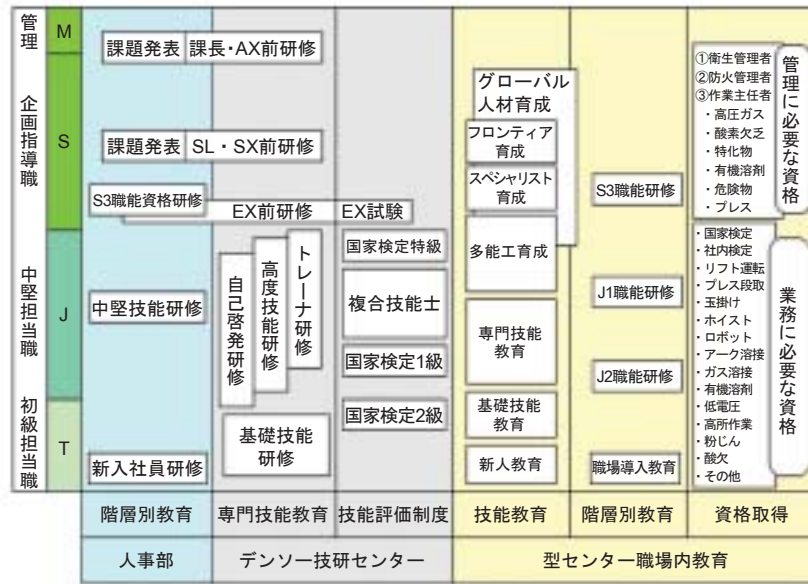 管理
M
企画指導職
S
中堅担当職
J
初級担当職
T
課題発表
課長・AX前研修
課題発表
SL・SX前研修
S3職能資格研修
EX前研修
EX試験
中堅技能研修
新入社員研修
自己啓発研修
高度技能研修
トレーナ研修
基礎技能
研修
国家検定特級
複合技能士
国家検定1級
国家検定2級
グローバル
人材育成
フロンティア
育成
スペシャリスト
育成
多能工育成
専門技能
教育
基礎技能
教育
新人教育
S3職能研修
J1職能研修
J2職能研修
職場導入教育
①衛生管理者
②防火管理者
③作業主任者
・高圧ガス
・酸素欠乏
・特化物
・有機溶剤
・危険物
・プレス
管理に必要な資格
・国家検定
・社内検定
・リフト運転
・プレス段取
・玉掛け
・ホイスト
・ロボット
・アーク溶接
・ガス溶接
・有機溶剤
・低電圧
・高所作業
・粉じん
・酸欠
・その他
業務に必要な資格
階層別教育
専門技能教育
技能評価制度
技能教育
階層別教育
資格取得
人事部
デンソー技研センター
型センター職場内教育